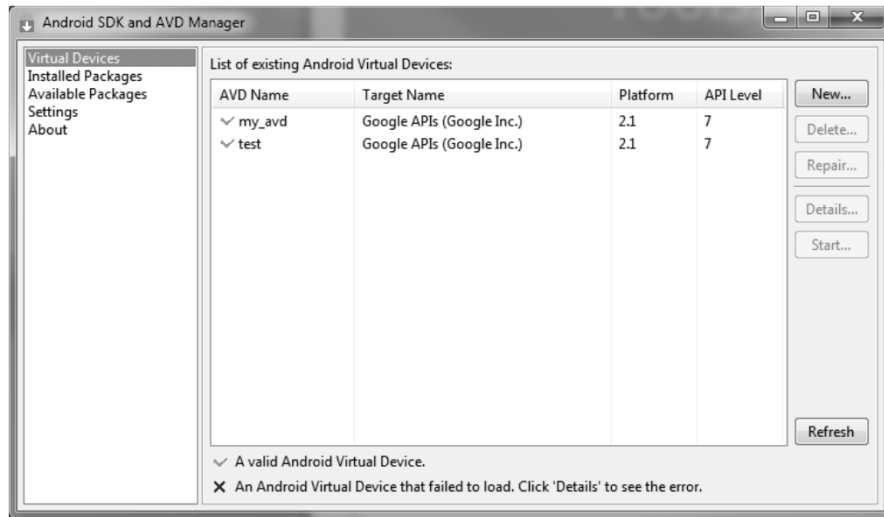 Android SDK and AVD Manager
Virtual Devices
Installed Packages
Available Packages
Settings
About
List of existing Android Virtual Devices:
AVD Name Target Name Platform API Level
my_avd Google APIs (Google Inc.) 2.1 7
test Google APIs (Google Inc.) 2.1 7
New...
Delete...
Repair...
Details...
Start...
Refresh
A valid Android Virtual Device.
An Android Virtual Device that failed to load. Click 'Details' to see the error.